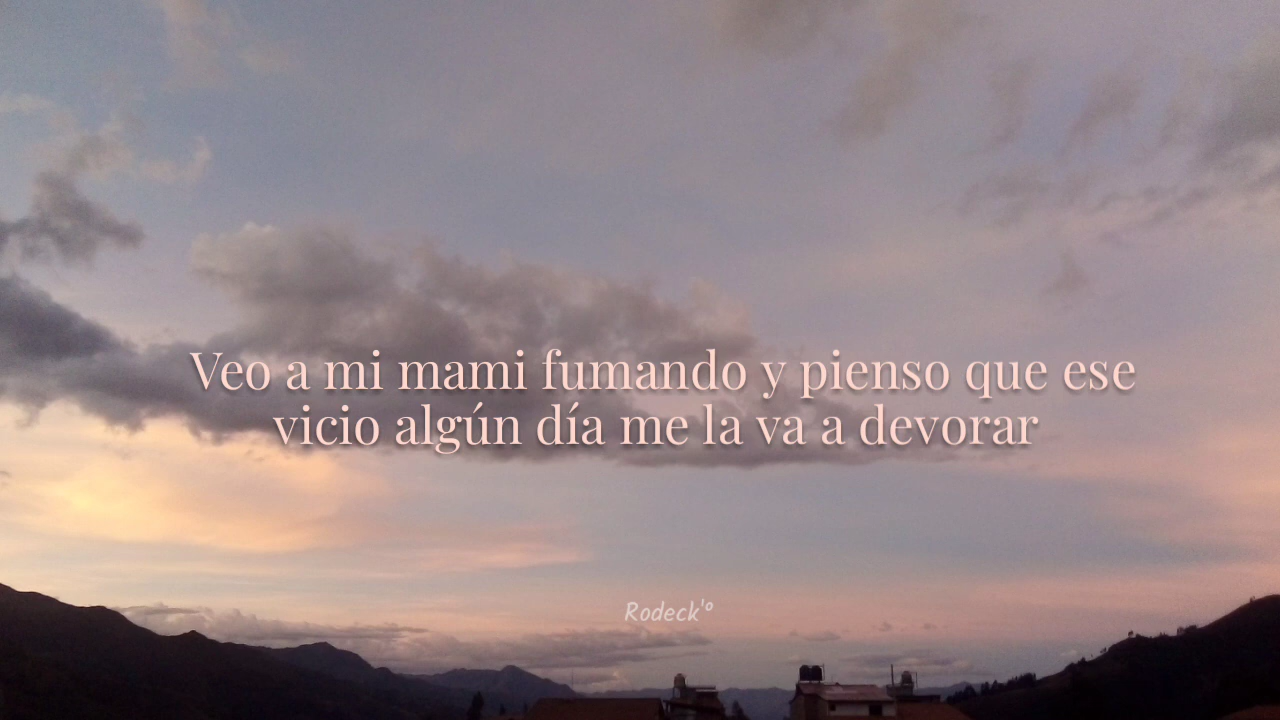 Veo a mi mami fumando y pienso que ese
vicio algún día me la va a devorar
Rodeck'º